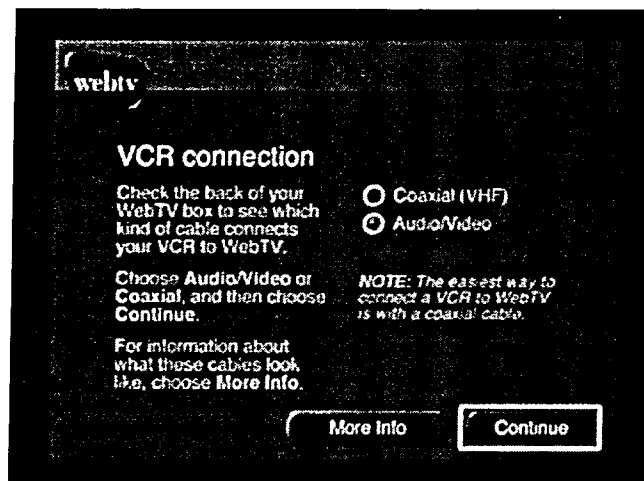 webtv
VCR connection
Check the back of your
WebTV box to see which
kind of cable connects
your VCR to WebTV.
Choose Audio/Video or
Coaxial, and then choose
Continue.
For information about
what these cables look
like, choose More Info.
Coaxial (VHF)
Audio/Video
NOTE: The easiest way to
connect a VCR to WebTV
is with a coaxial cable.
More Info
Continue